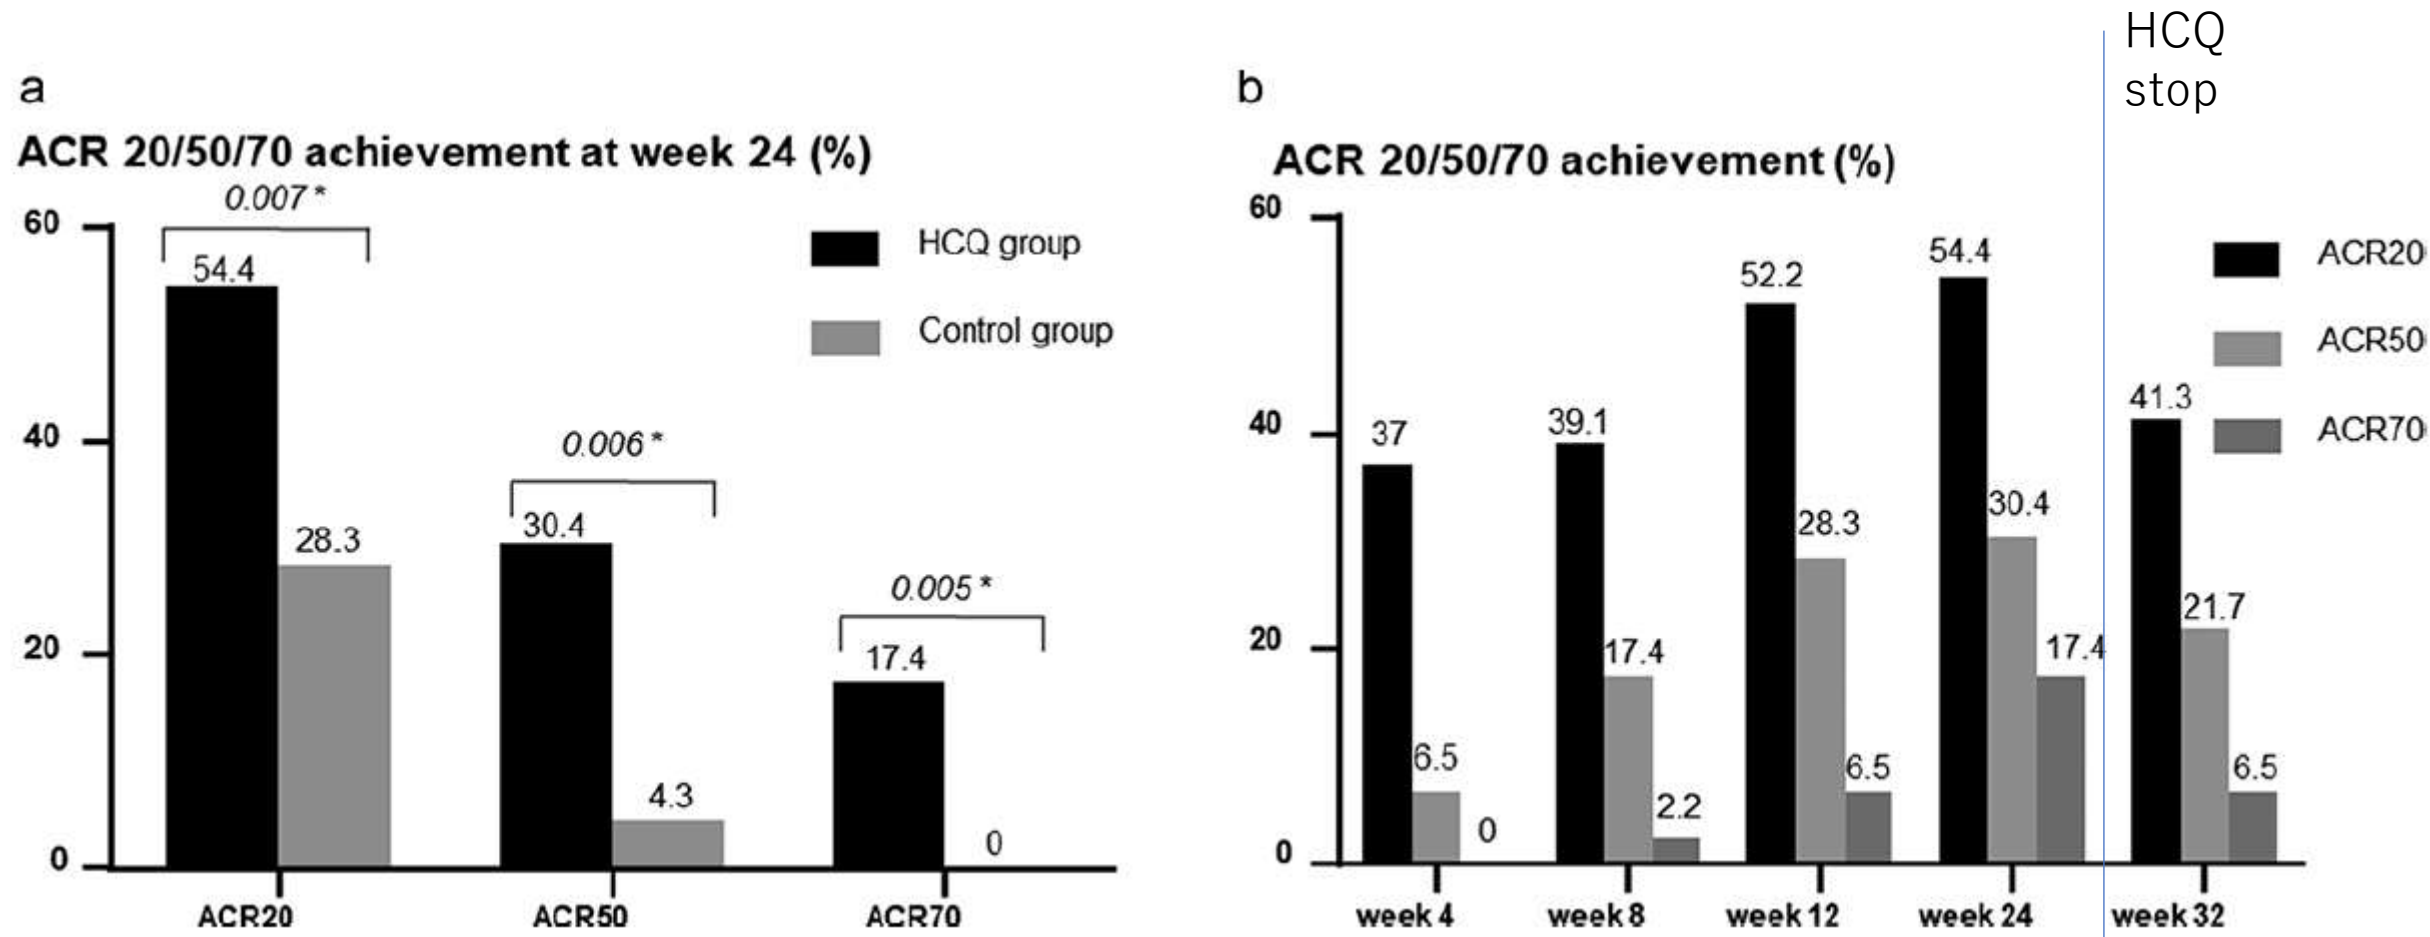 HCQ
stop
a
ACR 20/50/70 achievement at week 24 (%)
0.007 *
60
54.4
28.3
HCQ group
Control group
40
0.006 *
30.4
4.3
20
0.005 *
17.4
0
0
ACR20
ACR50
ACR70
b
ACR 20/50/70 achievement (%)
60
54.4
52.2
ACR20
ACR50
ACR70
40
37
39.1
41.3
28.3
30.4
20
6.5
17.4
17.4
21.7
0
2.2
6.5
6.5
0
week 4
week 8
week 12
week 24
week 32